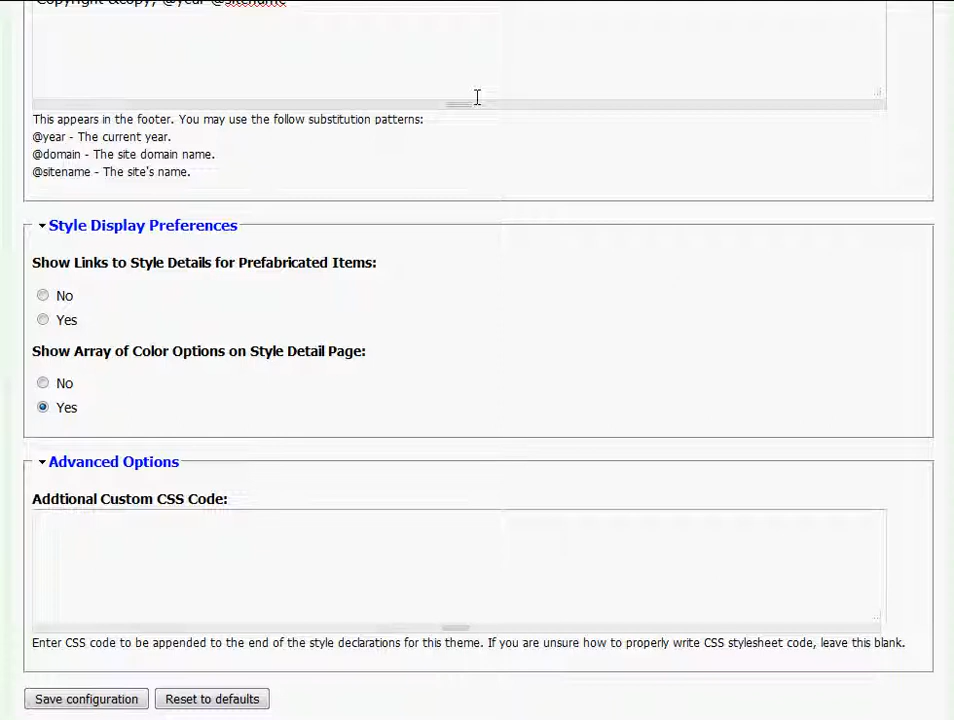 Copyright &copy; @year @sitename
This appears in the footer. You may use the follow substitution patterns:
@year - The current year.
@domain - The site domain name.
@sitename - The site's name.
Style Display Preferences
Show Links to Style Details for Prefabricated Items:
No
Yes
Show Array of Color Options on Style Detail Page:
No
Yes
Advanced Options
Addtional Custom CSS Code:
Enter CSS code to be appended to the end of the style declarations for this theme. If you are unsure how to properly write CSS stylesheet code, leave this blank.
Save configuration Reset to defaults